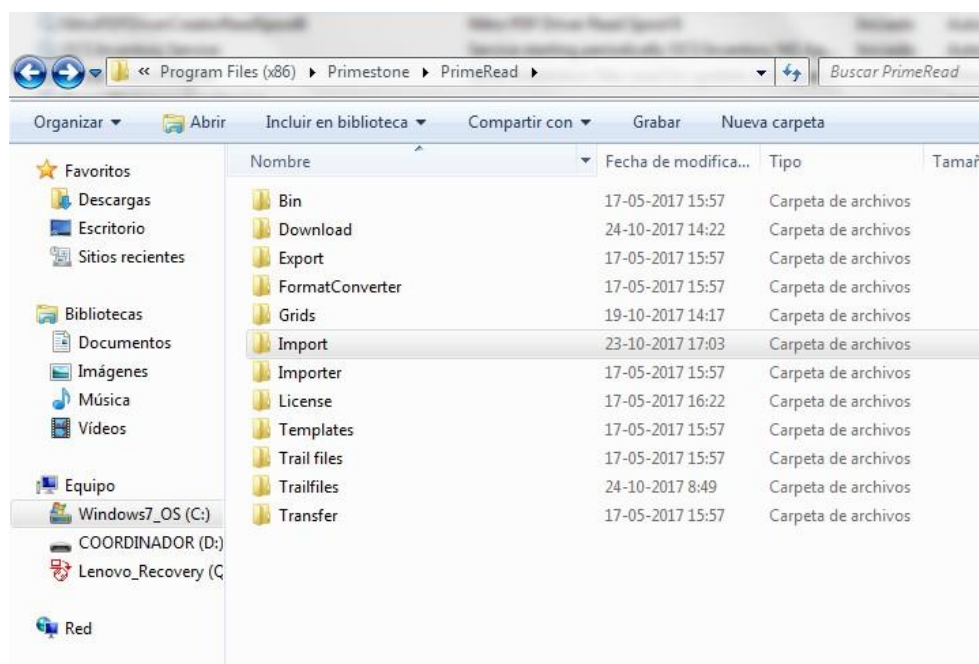 « Program Files (x86) ▸ Primestone ▸ PrimeRead ▸ Buscar PrimeRead
Organizar Abrir Incluir en biblioteca Compartir con Grabar Nueva carpeta
Nombre Fecha de modifica... Tipo Tamañ
Favoritos
Descargas
Escritorio
Sitios recientes
Bibliotecas
Documentos
Imágenes
Música
Vídeos
Equipo
Windows7_OS (C:)
COORDINADOR (D:)
Lenovo_Recovery (Q
Red
Bin 17-05-2017 15:57 Carpeta de archivos
Download 24-10-2017 14:22 Carpeta de archivos
Export 17-05-2017 15:57 Carpeta de archivos
FormatConverter 17-05-2017 15:57 Carpeta de archivos
Grids 19-10-2017 14:17 Carpeta de archivos
Import 23-10-2017 17:03 Carpeta de archivos
Importer 17-05-2017 15:57 Carpeta de archivos
License 17-05-2017 16:22 Carpeta de archivos
Templates 17-05-2017 15:57 Carpeta de archivos
Trail files 17-05-2017 15:57 Carpeta de archivos
Trailfiles 24-10-2017 8:49 Carpeta de archivos
Transfer 17-05-2017 15:57 Carpeta de archivos